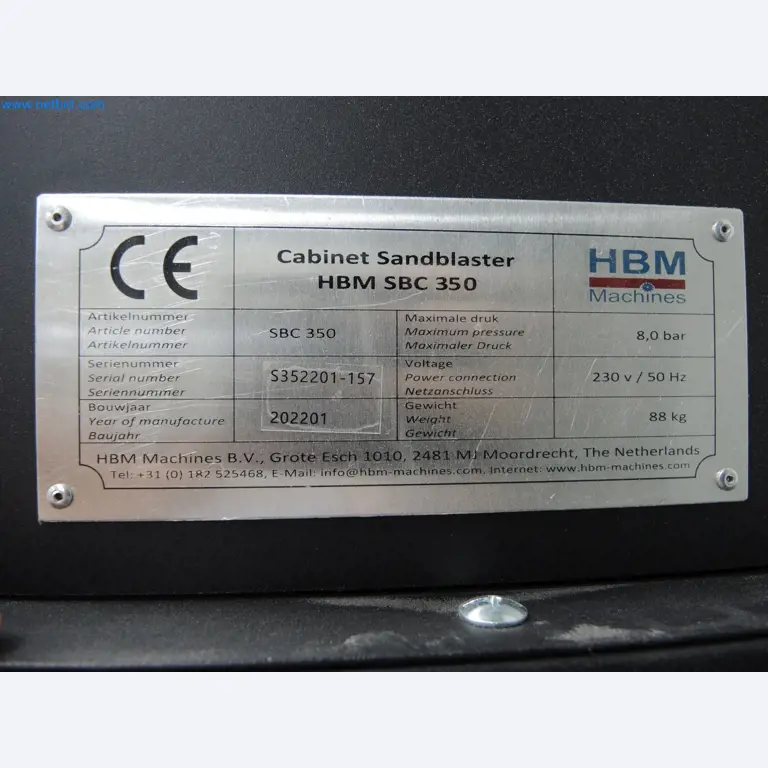 www.netbid.com
CE
Cabinet Sandblaster
HBM SBC 350
HBM
Machines
Artikelnummer
Article number
Artikelnummer
SBC 350
Maximale druk
Maximum pressure
Maximaler Druck
8,0 bar
Serienummer
Serial number
Seriennummer
S352201-157
Voltage
Power connection
Netzanschluss
230 v / 50 Hz
Bouwjaar
Year of manufacture
Baujahr
202201
Gewicht
Weight
Gewicht
88 kg
HBM Machines B.V., Grote Esch 1010, 2481 MJ Moordrecht, The Netherlands
Tel: +31 (0) 182 525468, E-Mail: info@hbm-machines.com, Internet: www.hbm-machines.com